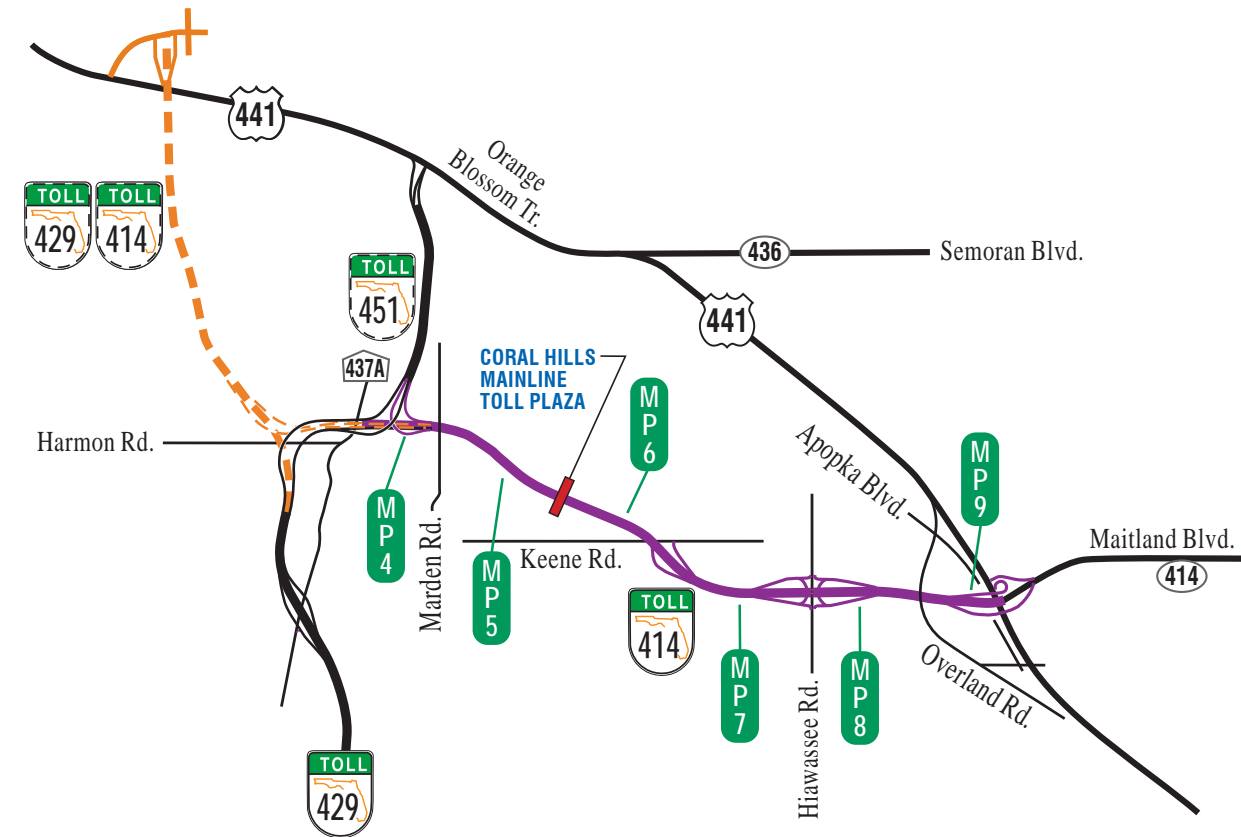 441
Orange
Blossom Tr.
TOLL
429
TOLL
414
436
Semoran Blvd.
TOLL
451
441
437A
CORAL HILLS
MAINLINE
TOLL PLAZA
MP6
Harmon Rd.
MP4
Marden Rd.
MP5
Keene Rd.
Apopka Blvd.
MP9
Maitland Blvd.
414
TOLL
414
MP7
Hiawassee Rd.
MP8
Overland Rd.
TOLL
429